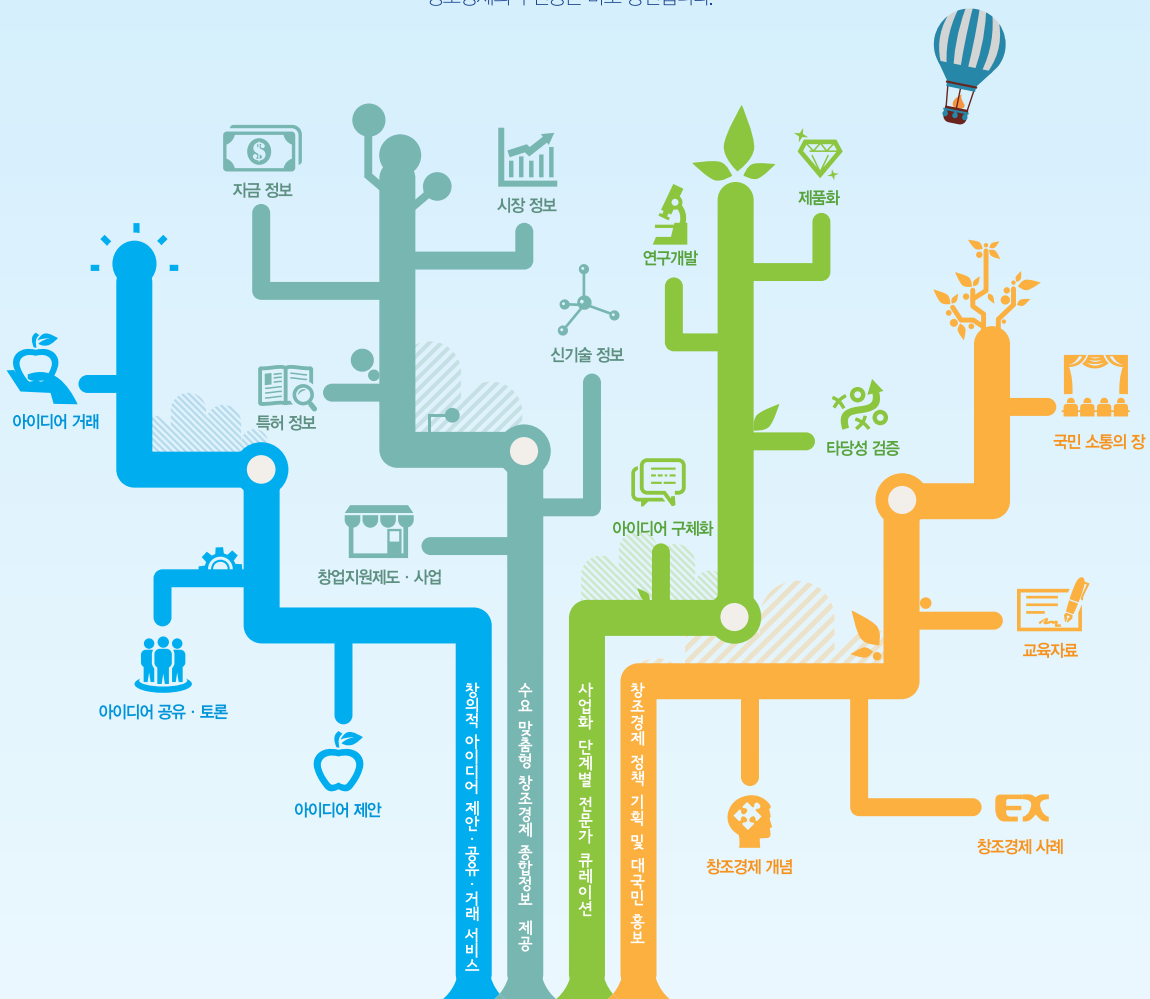 자금 정보
시장 정보
제품화
연구개발
신기술 정보
아이디어 거래
특허 정보
국민 소통의 장
타당성 검증
아이디어 구체화
창업지원제도 · 사업
교육자료
아이디어 공유 · 토론
아이디어 제안
창조경제 사례
창조경제 개념
EX
창의적 아이디어 제안 · 공유 · 거래 서비스
수요 맞춤형 창조경제 종합정보 제공
사업화 단계별 전문가 큐레이션
창조경제 정책 기획 및 대국민 홍보